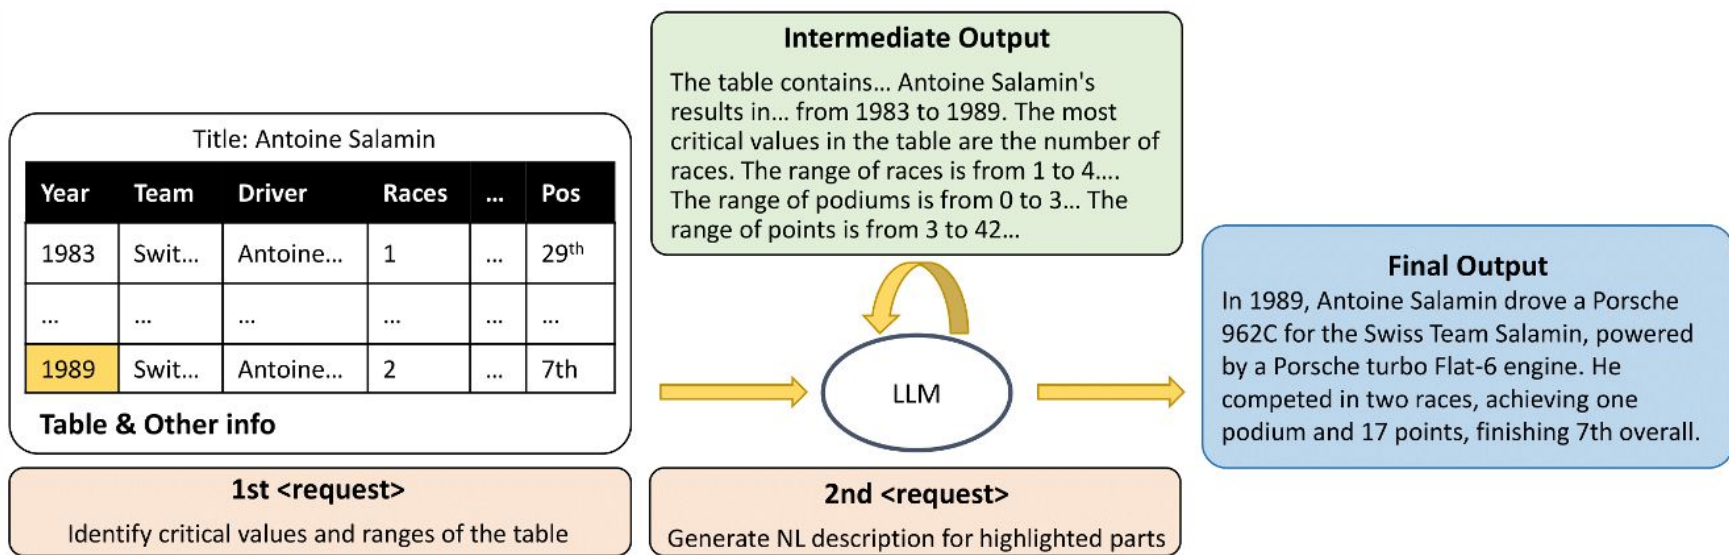 Title: Antoine Salamin
Year Team Driver Races ... Pos
1983 Swit... Antoine... 1 ... 29th
... ... ... ... ... ...
1989 Swit... Antoine... 2 ... 7th
Table & Other info
1st <request>
Identify critical values and ranges of the table
Intermediate Output
The table contains... Antoine Salamin's
results in... from 1983 to 1989. The most
critical values in the table are the number of
races. The range of races is from 1 to 4....
The range of podiums is from 0 to 3... The
range of points is from 3 to 42...
LLM
2nd <request>
Generate NL description for highlighted parts
Final Output
In 1989, Antoine Salamin drove a Porsche
962C for the Swiss Team Salamin, powered
by a Porsche turbo Flat-6 engine. He
competed in two races, achieving one
podium and 17 points, finishing 7th overall.